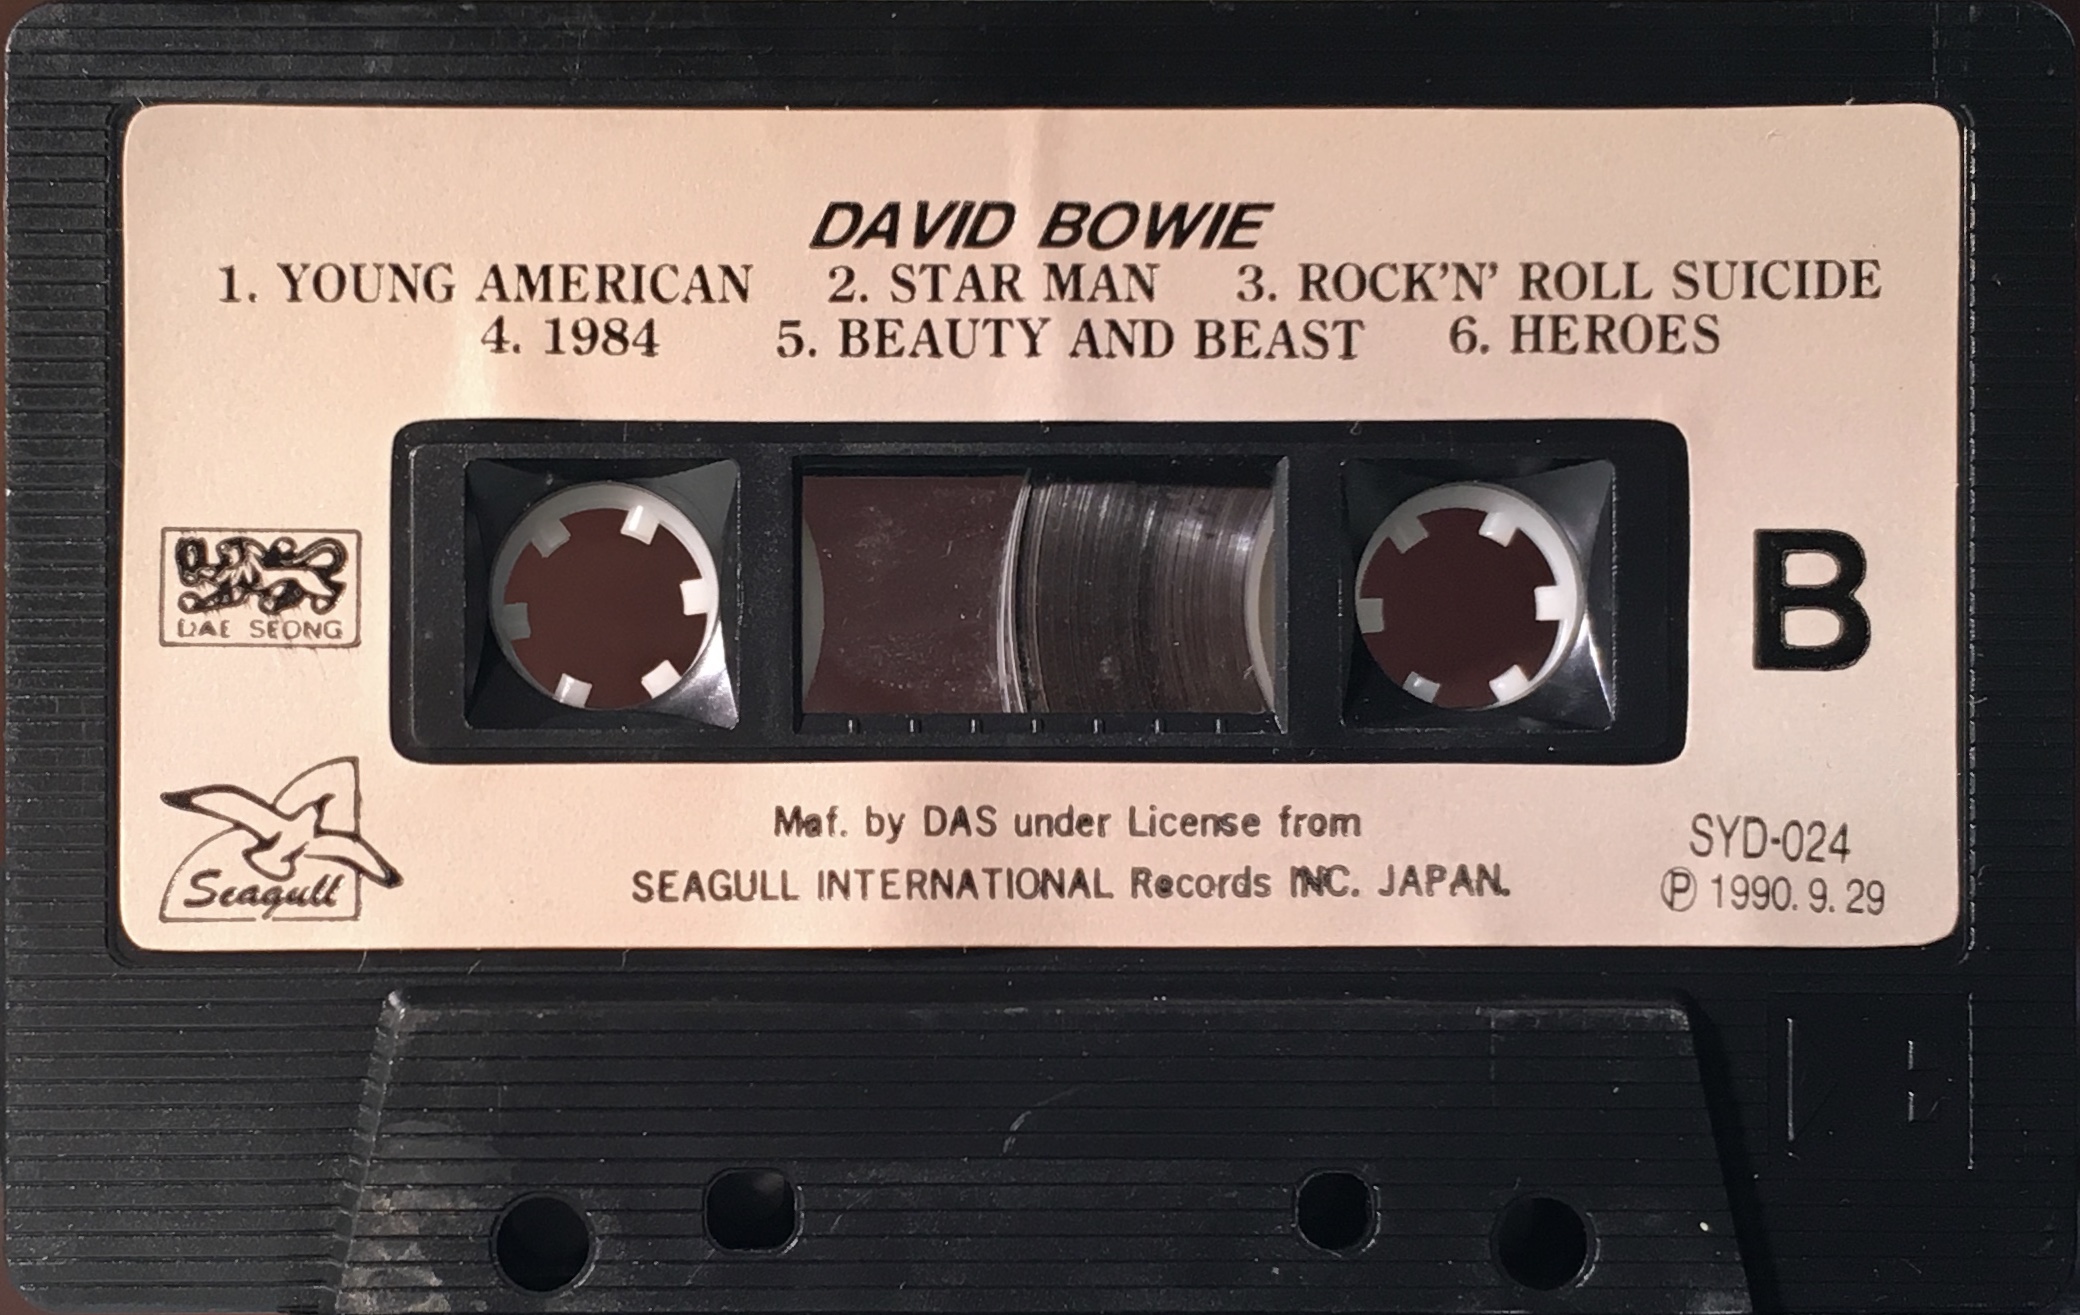 DAVID BOWIE
1. YOUNG AMERICAN 2. STAR MAN 3. ROCK'N' ROLL SUICIDE
4. 1984 5. BEAUTY AND BEAST 6. HEROES
DAE SEONG
B
Seagull
Maf. by DAS under License from
SEAGULL INTERNATIONAL Records INC. JAPAN.
SYD-024
Ⓟ 1990. 9. 29